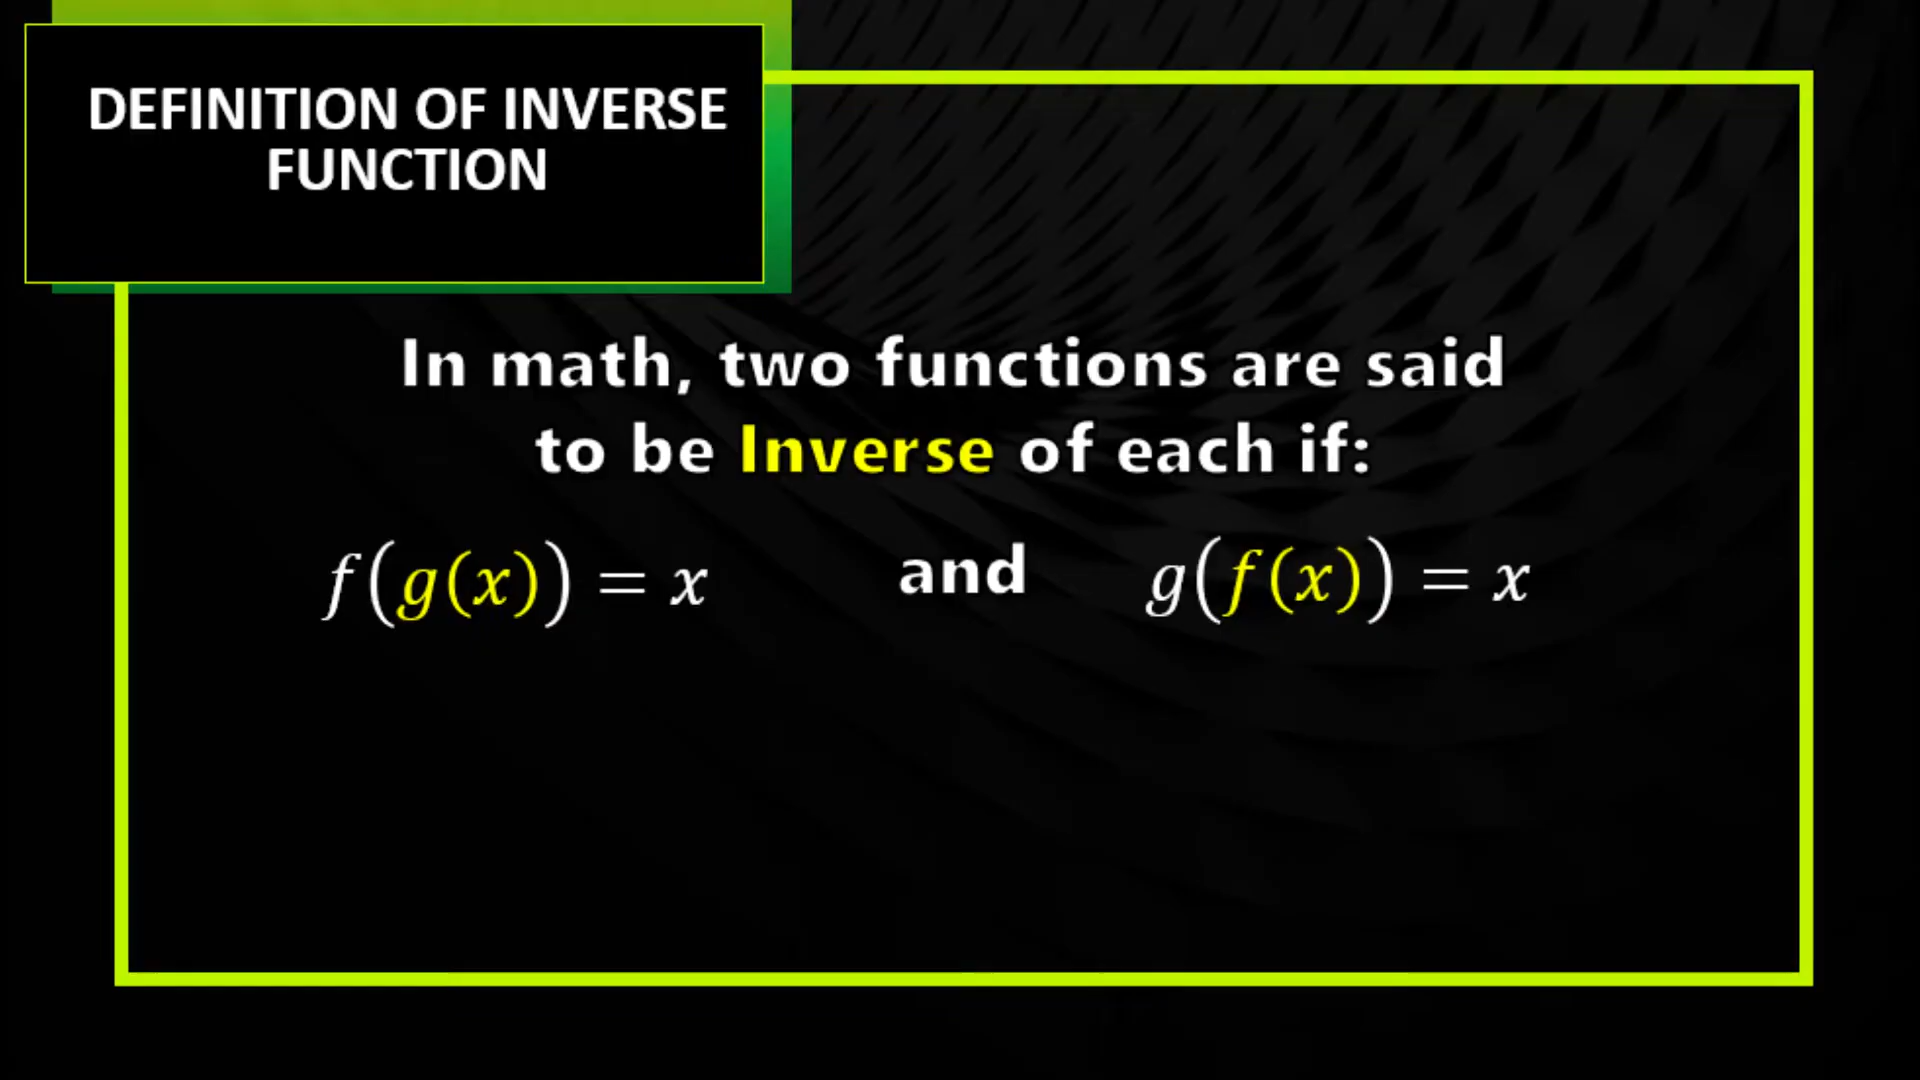 DEFINITION OF INVERSE
FUNCTION
In math, two functions are said
to be Inverse of each if:
f(g(x)) = x and g(f(x)) = x